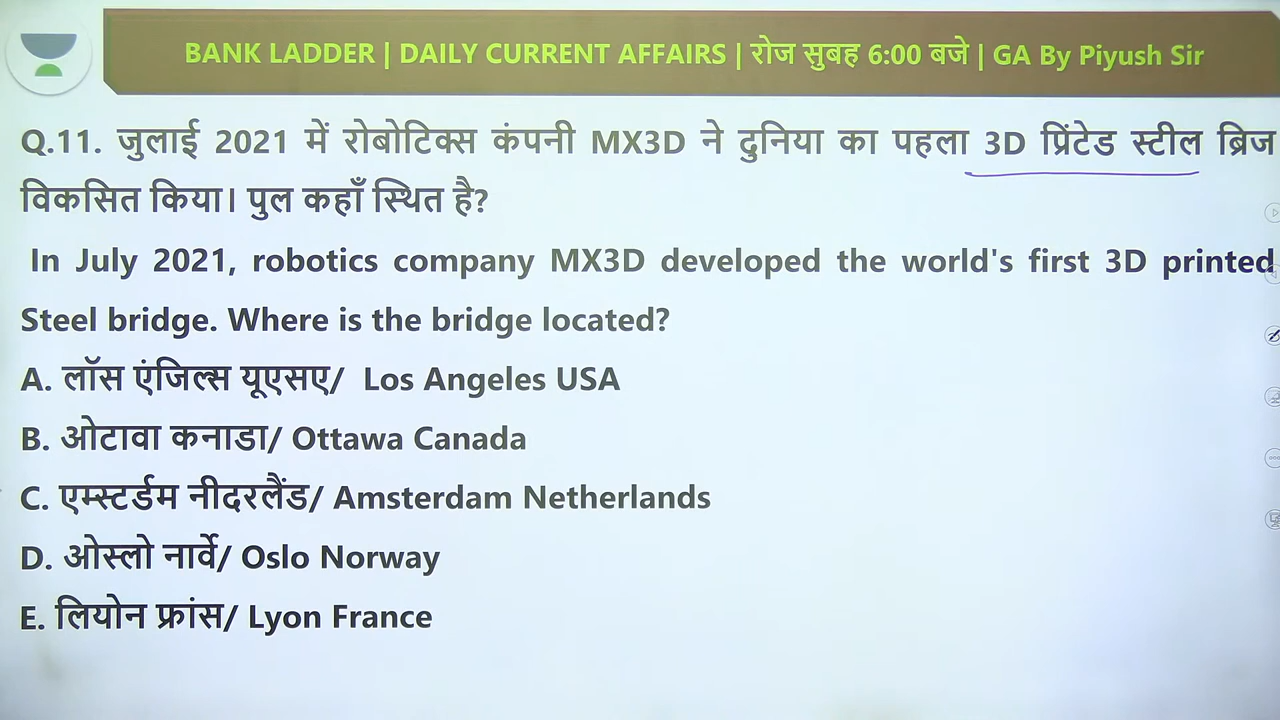 BANK LADDER | DAILY CURRENT AFFAIRS | रोज सुबह 6:00 बजे | GA By Piyush Sir
Q.11. जुलाई 2021 में रोबोटिक्स कंपनी MX3D ने दुनिया का पहला 3D प्रिंटेड स्टील ब्रिज
विकसित किया। पुल कहाँ स्थित है?
In July 2021, robotics company MX3D developed the world's first 3D printed
Steel bridge. Where is the bridge located?
A. लॉस एंजिल्स यूएसए/ Los Angeles USA
B. ओटावा कनाडा/ Ottawa Canada
C. एम्स्टर्डम नीदरलैंड/ Amsterdam Netherlands
D. ओस्लो नार्वे/ Oslo Norway
E. लियोन फ्रांस/ Lyon France